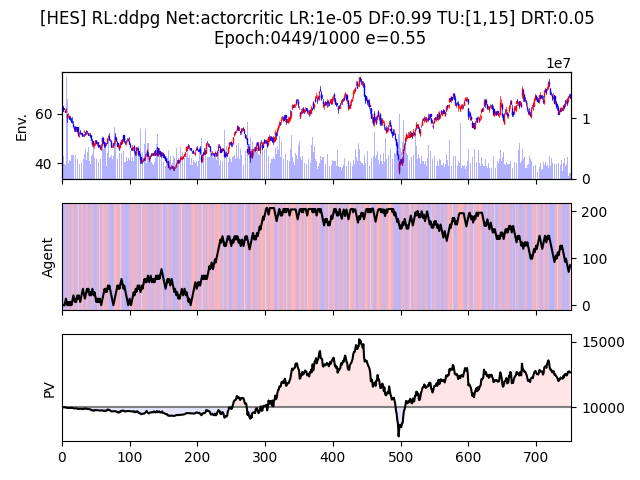 [HES] RL:ddpg Net:actorcritic LR:1e-05 DF:0.99 TU:[1,15] DRT:0.05
Epoch:0449/1000 e=0.55
1e7
Env.
60
40
1
0
Agent
200
100
0
PV
15000
10000
0
100
200
300
400
500
600
700